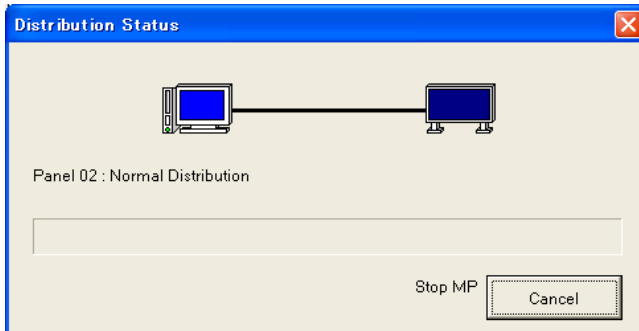 Distribution Status
Panel 02 : Normal Distribution
Stop MP
Cancel